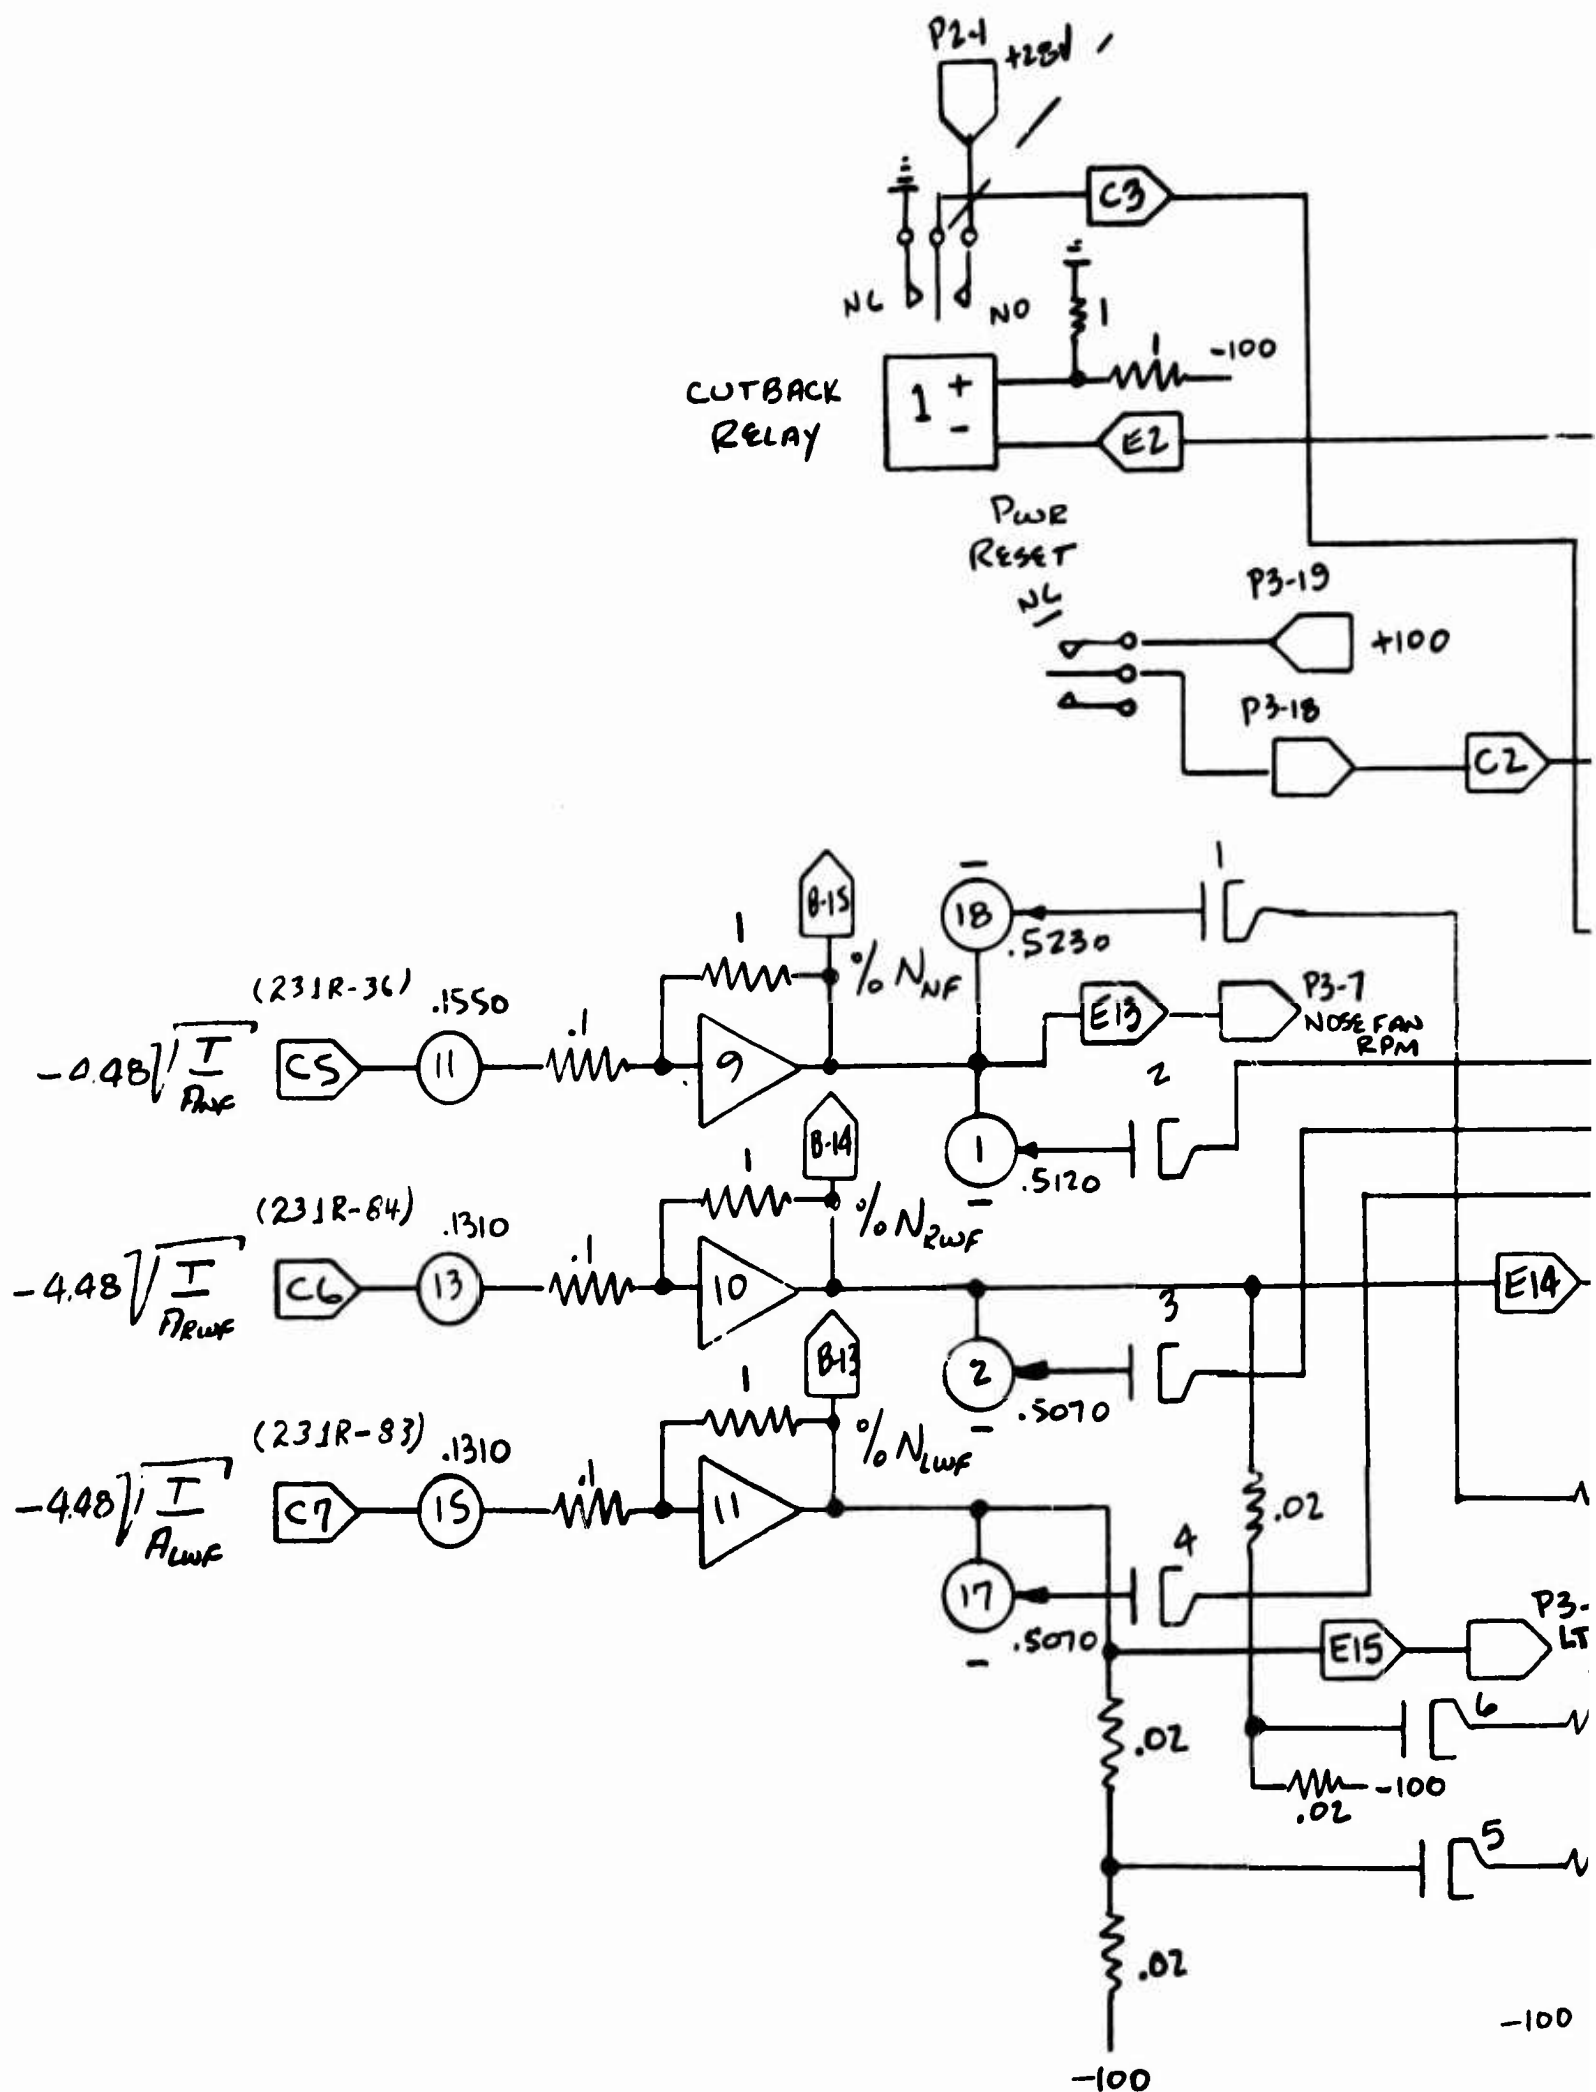 P2-1
+28V
C3
NC
NO
1
1
-100
CUTBACK
RELAY
1 + -
E2
PWR
RESET
NC
P3-19
+100
P3-18
C2
1
B-15
18
.5230
1
% N_NF
(231R-36)
.1550
.1
-4.48√(T/A_NF)
C5
11
9
E13
P3-7
NOSE FAN
RPM
2
B-14
1
.5120
1
% N_RWF
(231R-84)
.1310
.1
-4.48√(T/A_RWF)
C6
13
10
E14
3
B-13
2
.5070
1
% N_LWF
(231R-83)
.1310
.1
-4.48√(T/A_LWF)
C7
15
11
.02
4
17
.5070
E15
P3-
LT
6
.02
-100
.02
5
.02
-100
-100